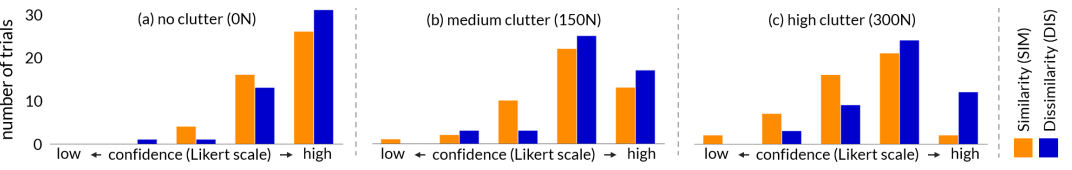 number of trials
30
20
10
0
(a) no clutter (0N)
low ← confidence (Likert scale) → high
(b) medium clutter (150N)
low ← confidence (Likert scale) → high
(c) high clutter (300N)
low ← confidence (Likert scale) → high
Similarity (SIM)
Dissimilarity (DIS)